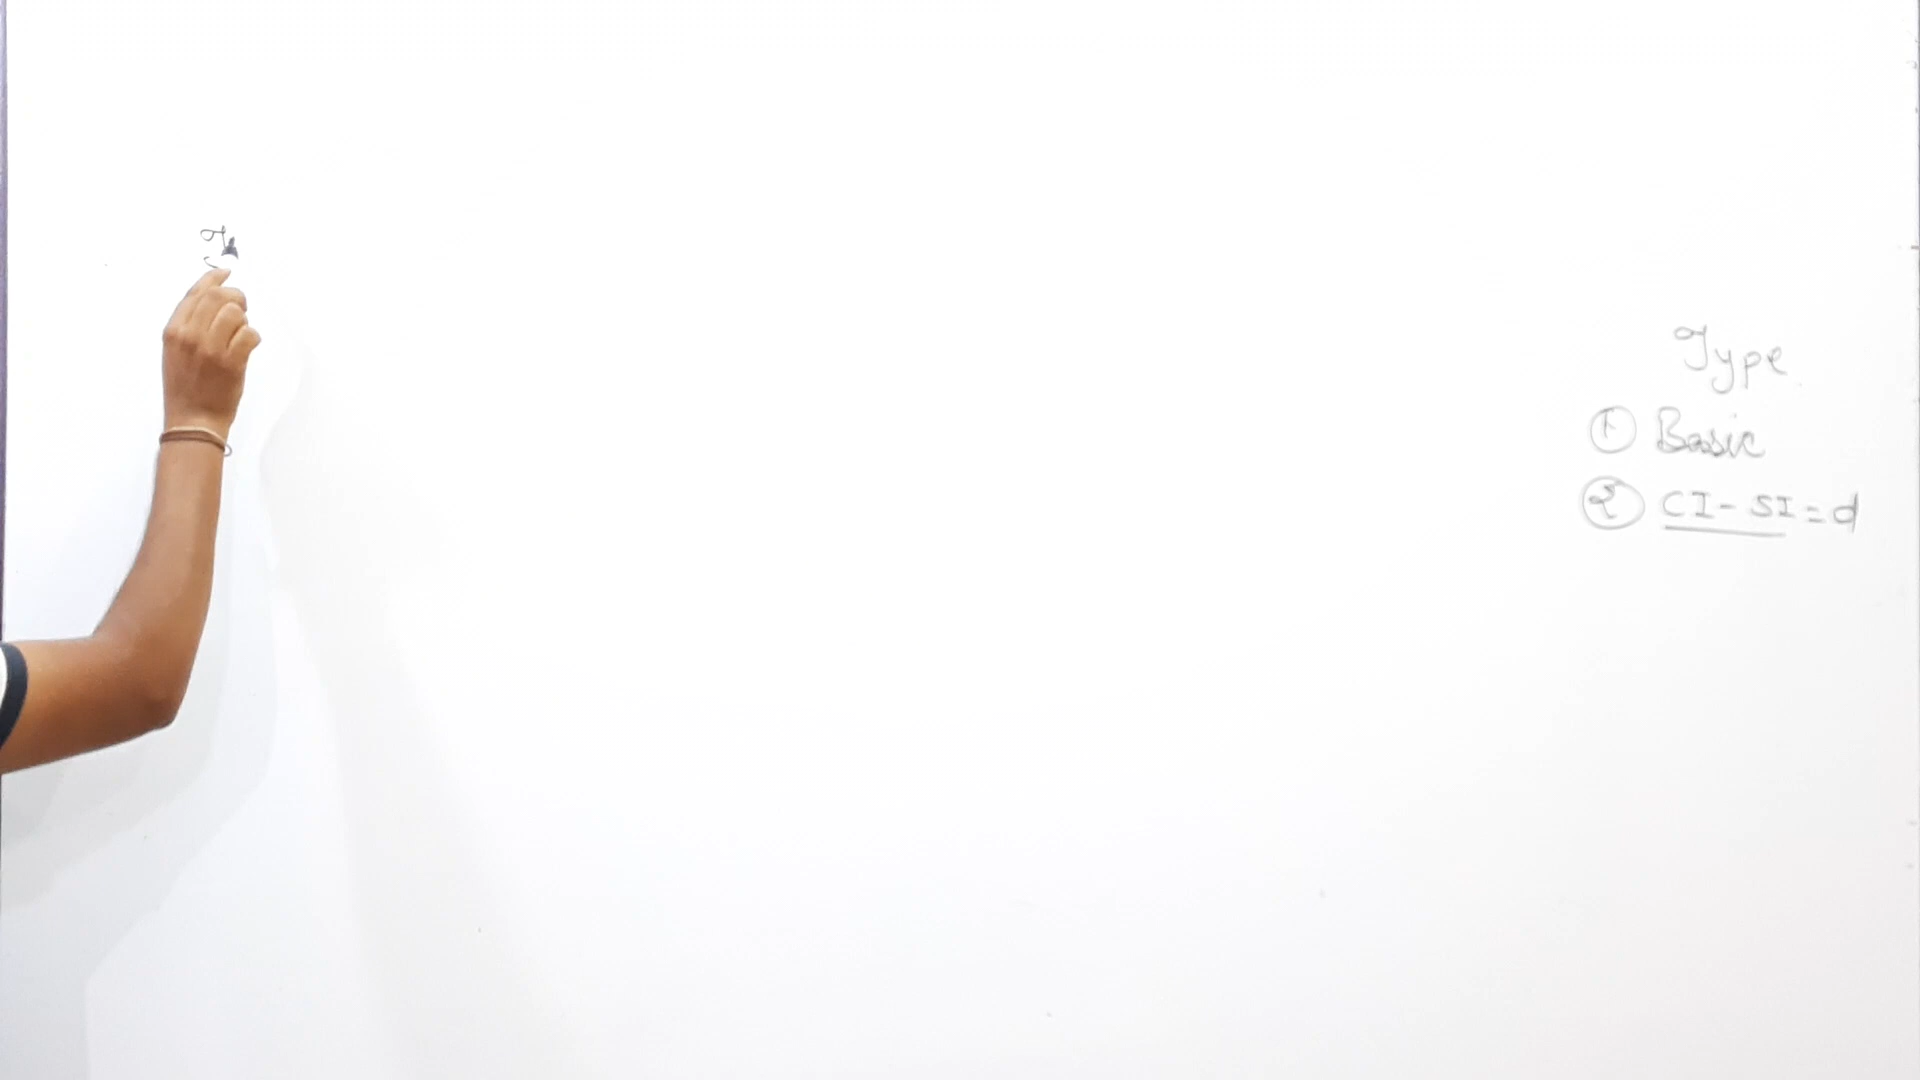 Type
① Basic
② CI - SI = d